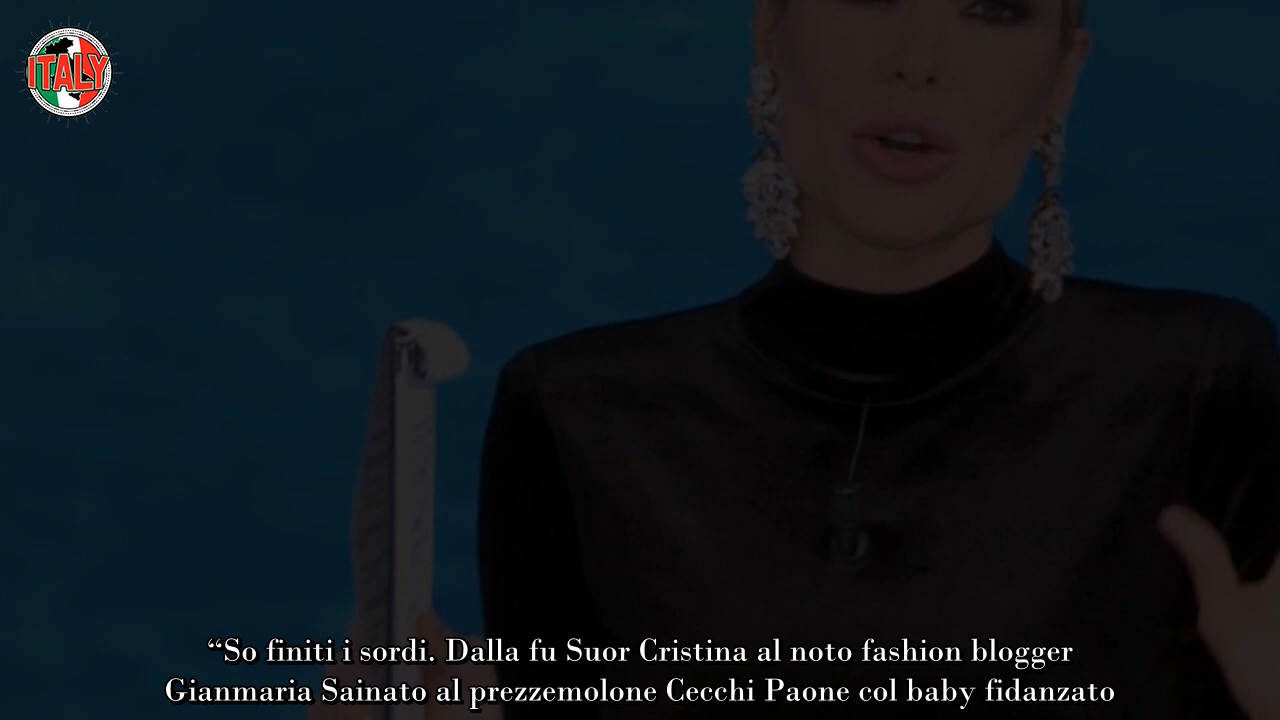 ITALY
“So finiti i sordi. Dalla fu Suor Cristina al noto fashion blogger
Gianmaria Sainato al prezzemolone Cecchi Paone col baby fidanzato